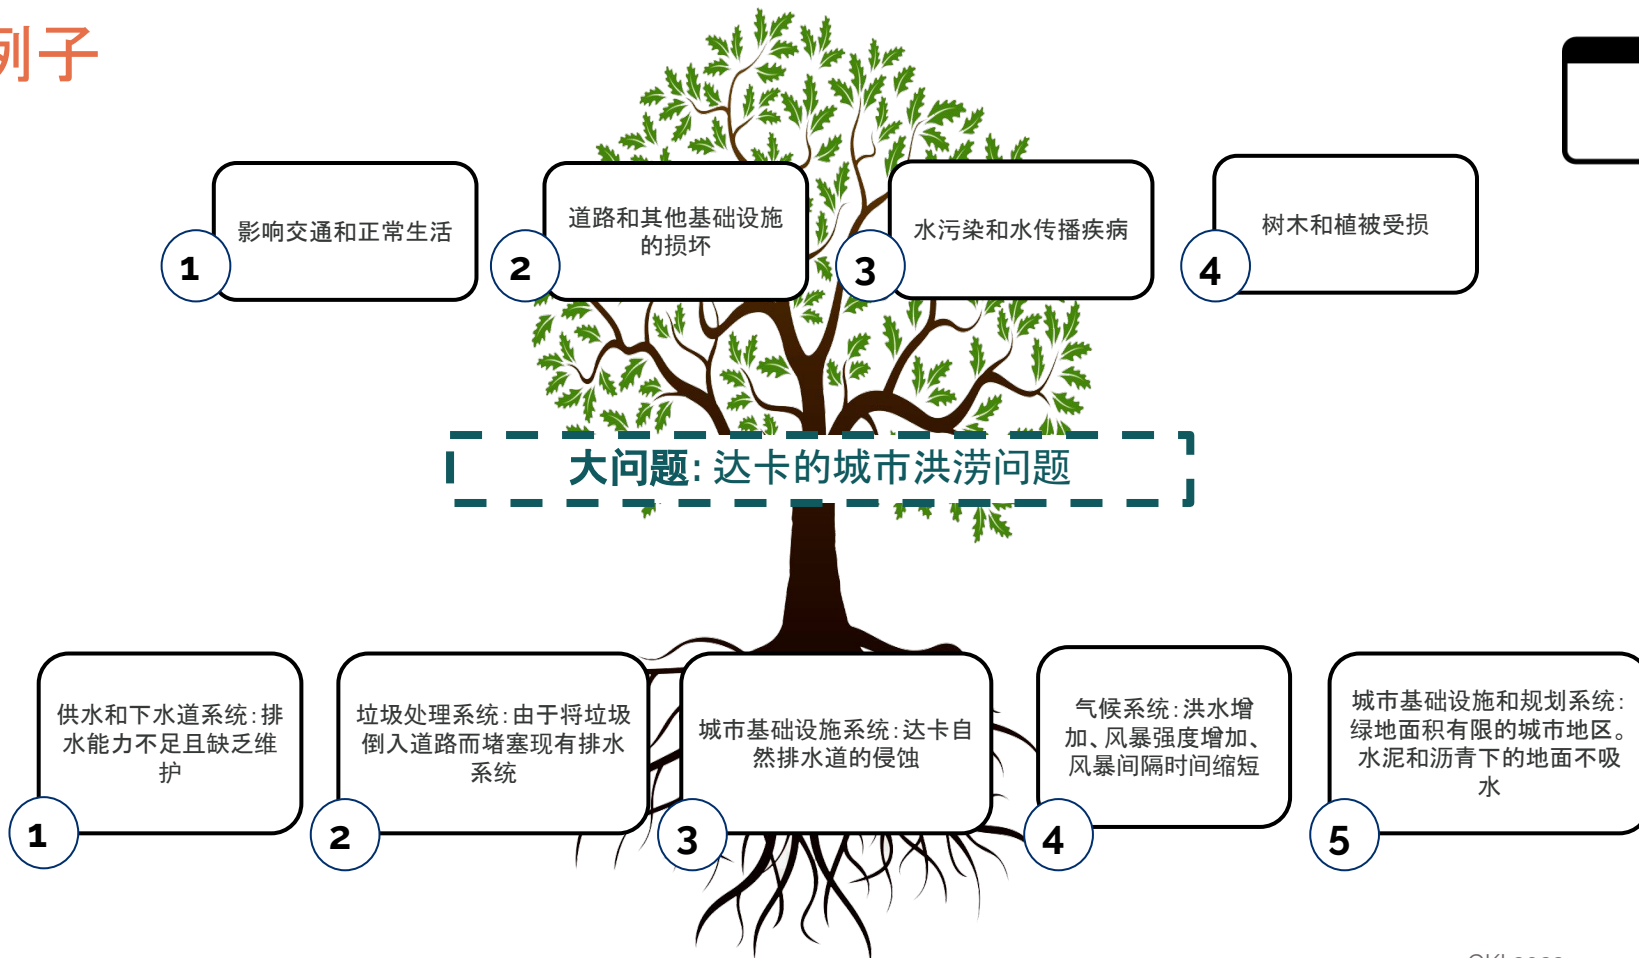 例子
影响交通和正常生活
1
道路和其他基础设施
的损坏
2
水污染和水传播疾病
3
树木和植被受损
4
大问题: 达卡的城市洪涝问题
供水和下水道系统:排
水能力不足且缺乏维
护
1
垃圾处理系统:由于将垃圾
倒入道路而堵塞现有排水
系统
2
城市基础设施系统:达卡自
然排水道的侵蚀
3
气候系统:洪水增
加、风暴强度增加、
风暴间隔时间缩短
4
城市基础设施和规划系统:
绿地面积有限的城市地区。
水泥和沥青下的地面不吸
水
5